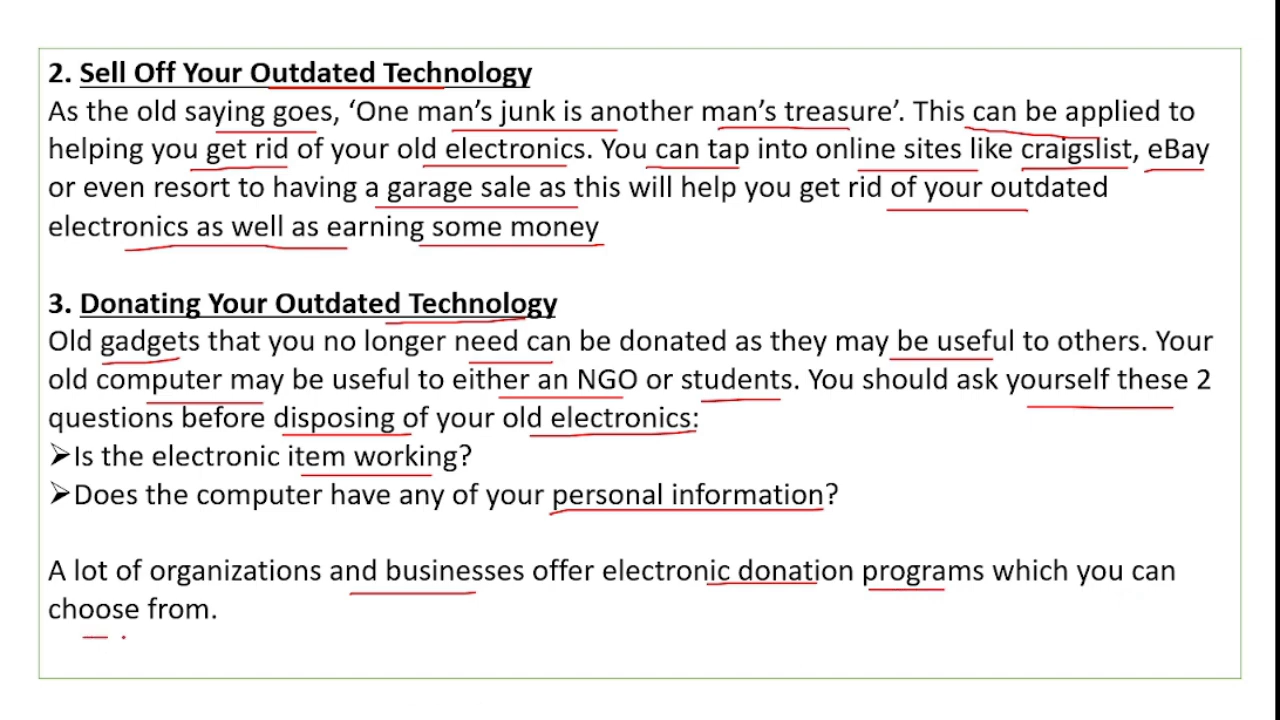 2. Sell Off Your Outdated Technology
As the old saying goes, ‘One man’s junk is another man’s treasure’. This can be applied to
helping you get rid of your old electronics. You can tap into online sites like craigslist, eBay
or even resort to having a garage sale as this will help you get rid of your outdated
electronics as well as earning some money
3. Donating Your Outdated Technology
Old gadgets that you no longer need can be donated as they may be useful to others. Your
old computer may be useful to either an NGO or students. You should ask yourself these 2
questions before disposing of your old electronics:
➢Is the electronic item working?
➢Does the computer have any of your personal information?
A lot of organizations and businesses offer electronic donation programs which you can
choose from.